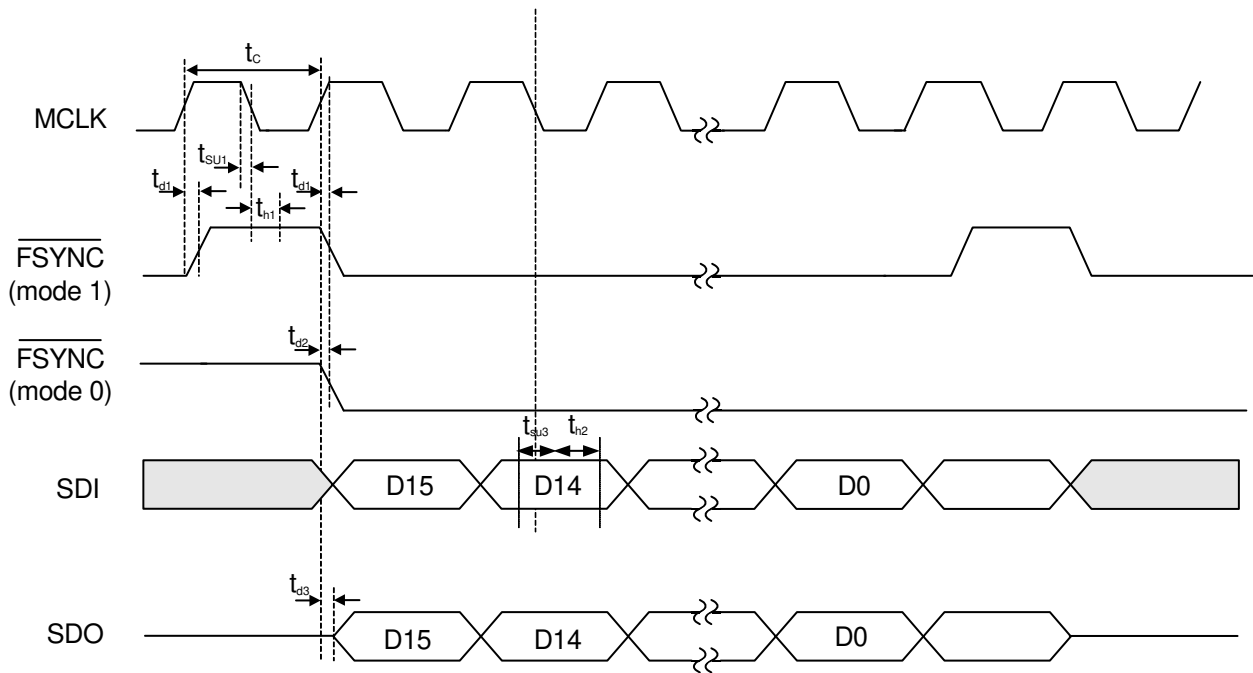 tC
MCLK
tSU1
td1
td1
th1
FSYNC
(mode 1)
td2
FSYNC
(mode 0)
tsu3
th2
SDI
D15
D14
D0
td3
SDO
D15
D14
D0